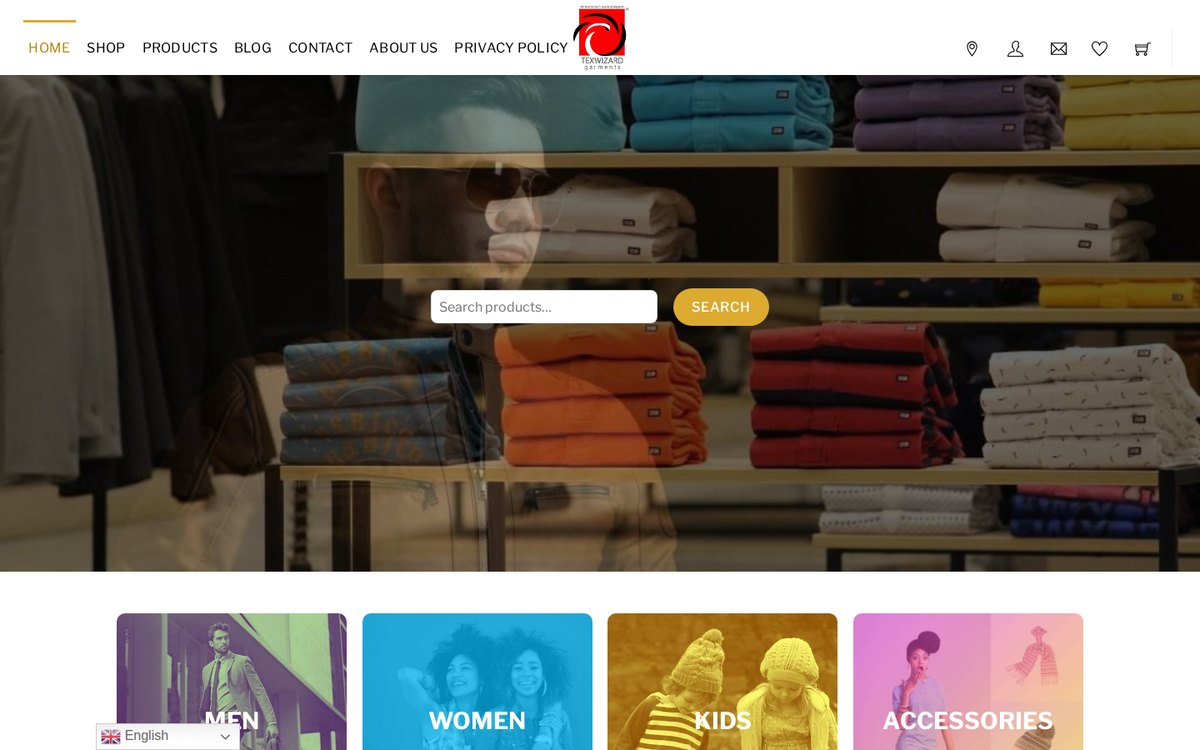 HOME SHOP PRODUCTS BLOG CONTACT ABOUT US PRIVACY POLICY
TEXWIZARD
garments
Search products...
SEARCH
MEN
WOMEN
KIDS
ACCESSORIES
English